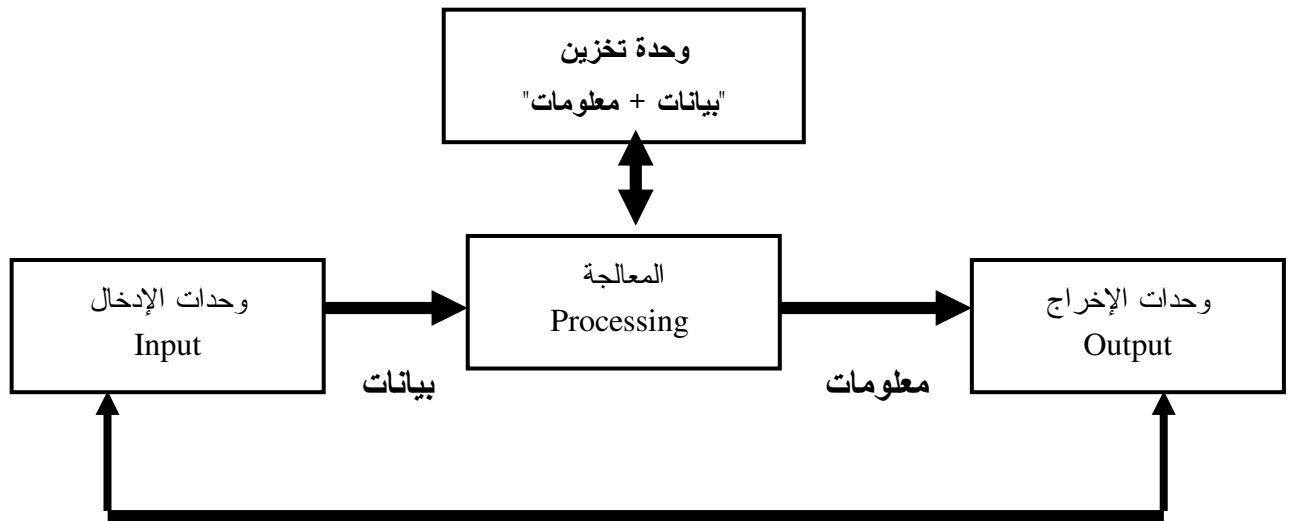 وحدة تخزين
"بيانات + معلومات"
المعالجة
Processing
وحدات الإدخال
Input
وحدات الإخراج
Output
بيانات
معلومات